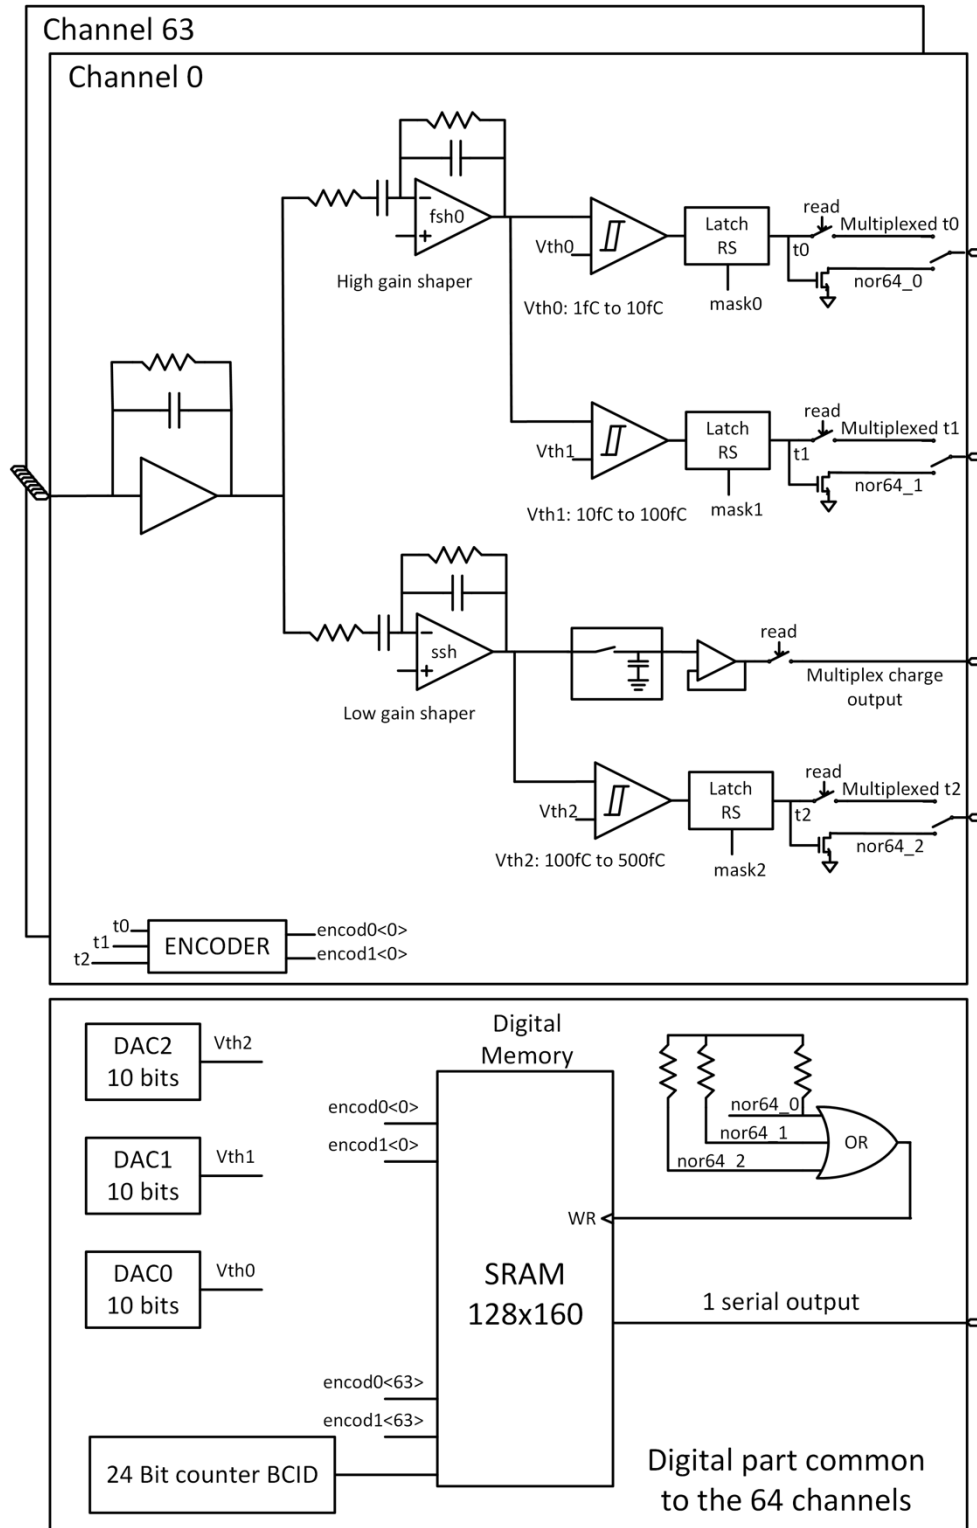 Channel 63
Channel 0
fsh0
High gain shaper
Vth0
Vth0: 1fC to 10fC
Latch
RS
mask0
read
t0
Multiplexed t0
nor64_0
Vth1
Vth1: 10fC to 100fC
Latch
RS
mask1
read
t1
Multiplexed t1
nor64_1
ssh
Low gain shaper
read
Multiplex charge
output
Vth2
Vth2: 100fC to 500fC
Latch
RS
mask2
read
t2
Multiplexed t2
nor64_2
t0
t1
t2
ENCODER
encod0<0>
encod1<0>
DAC2
10 bits
Vth2
DAC1
10 bits
Vth1
DAC0
10 bits
Vth0
Digital
Memory
encod0<0>
encod1<0>
WR
SRAM
128x160
encod0<63>
encod1<63>
24 Bit counter BCID
nor64_0
nor64_1
nor64_2
OR
1 serial output
Digital part common
to the 64 channels